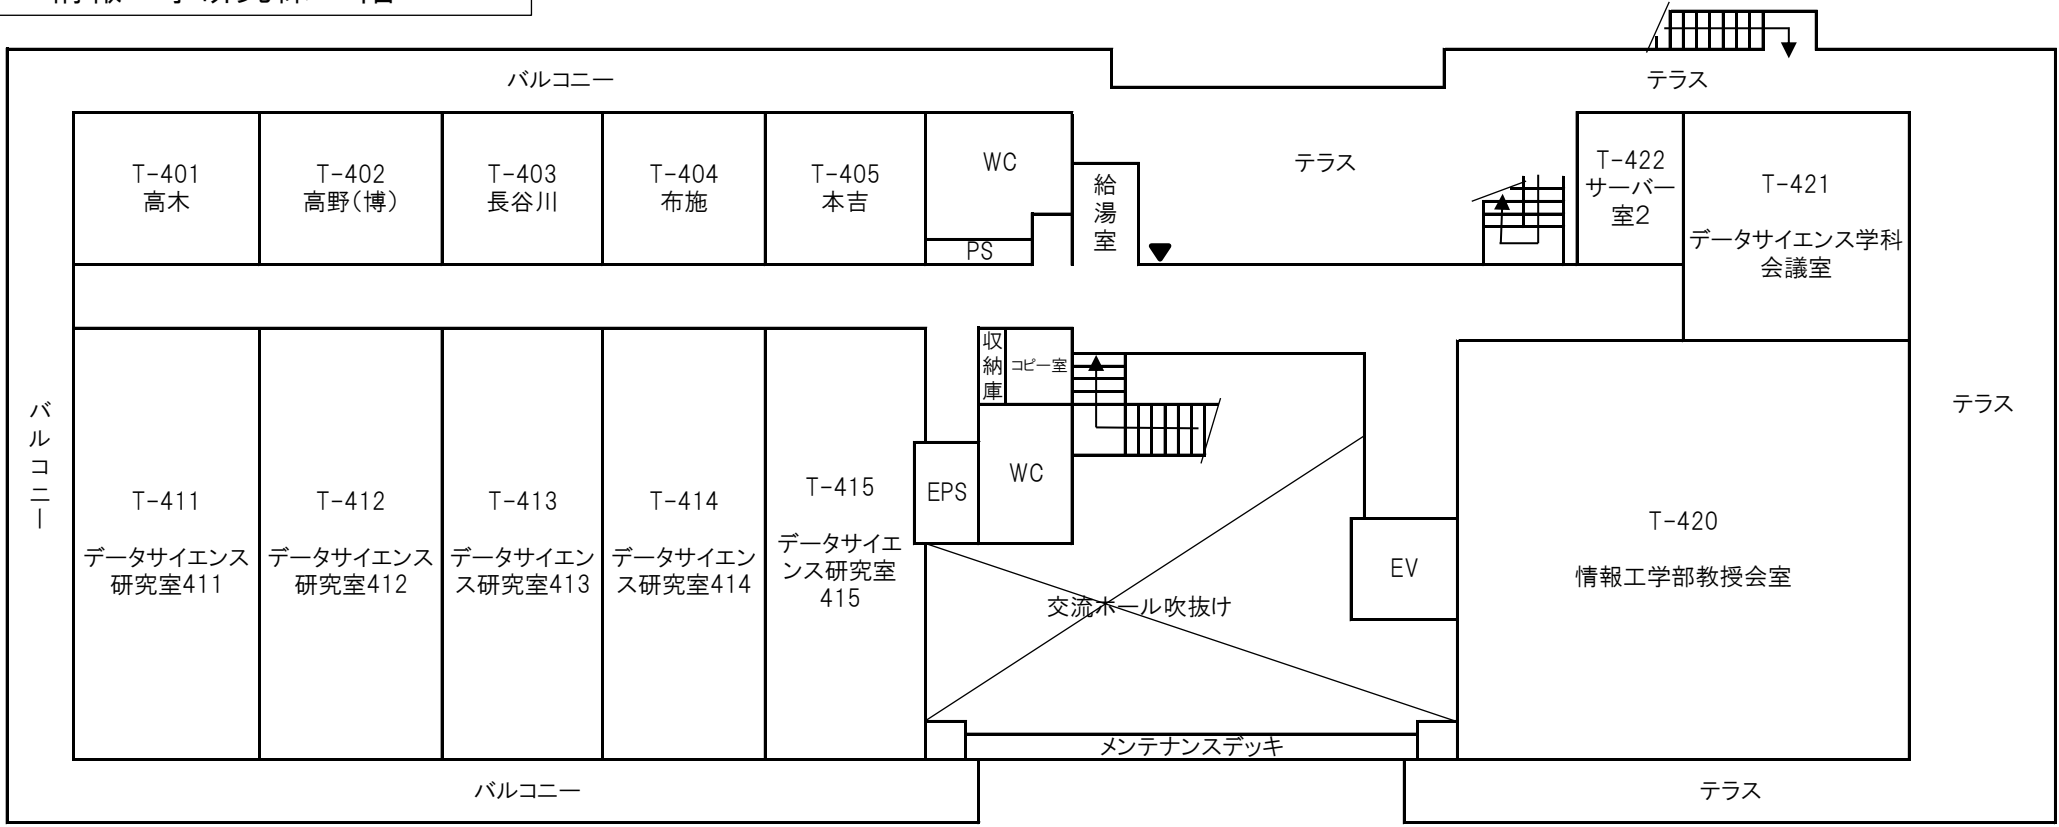 バルコニー
テラス
T-401
高木
T-402
高野(博)
T-403
長谷川
T-404
布施
T-405
本吉
WC
PS
給湯室
テラス
T-422
サーバー
室2
T-421
データサイエンス学科
会議室
バルコニー
T-411
データサイエンス
研究室411
T-412
データサイエンス
研究室412
T-413
データサイエン
ス研究室413
T-414
データサイエン
ス研究室414
T-415
データサイエ
ンス研究室
415
収納庫
コピー室
EPS
WC
交流ホール吹抜け
EV
T-420
情報工学部教授会室
テラス
メンテナンスデッキ
バルコニー
テラス